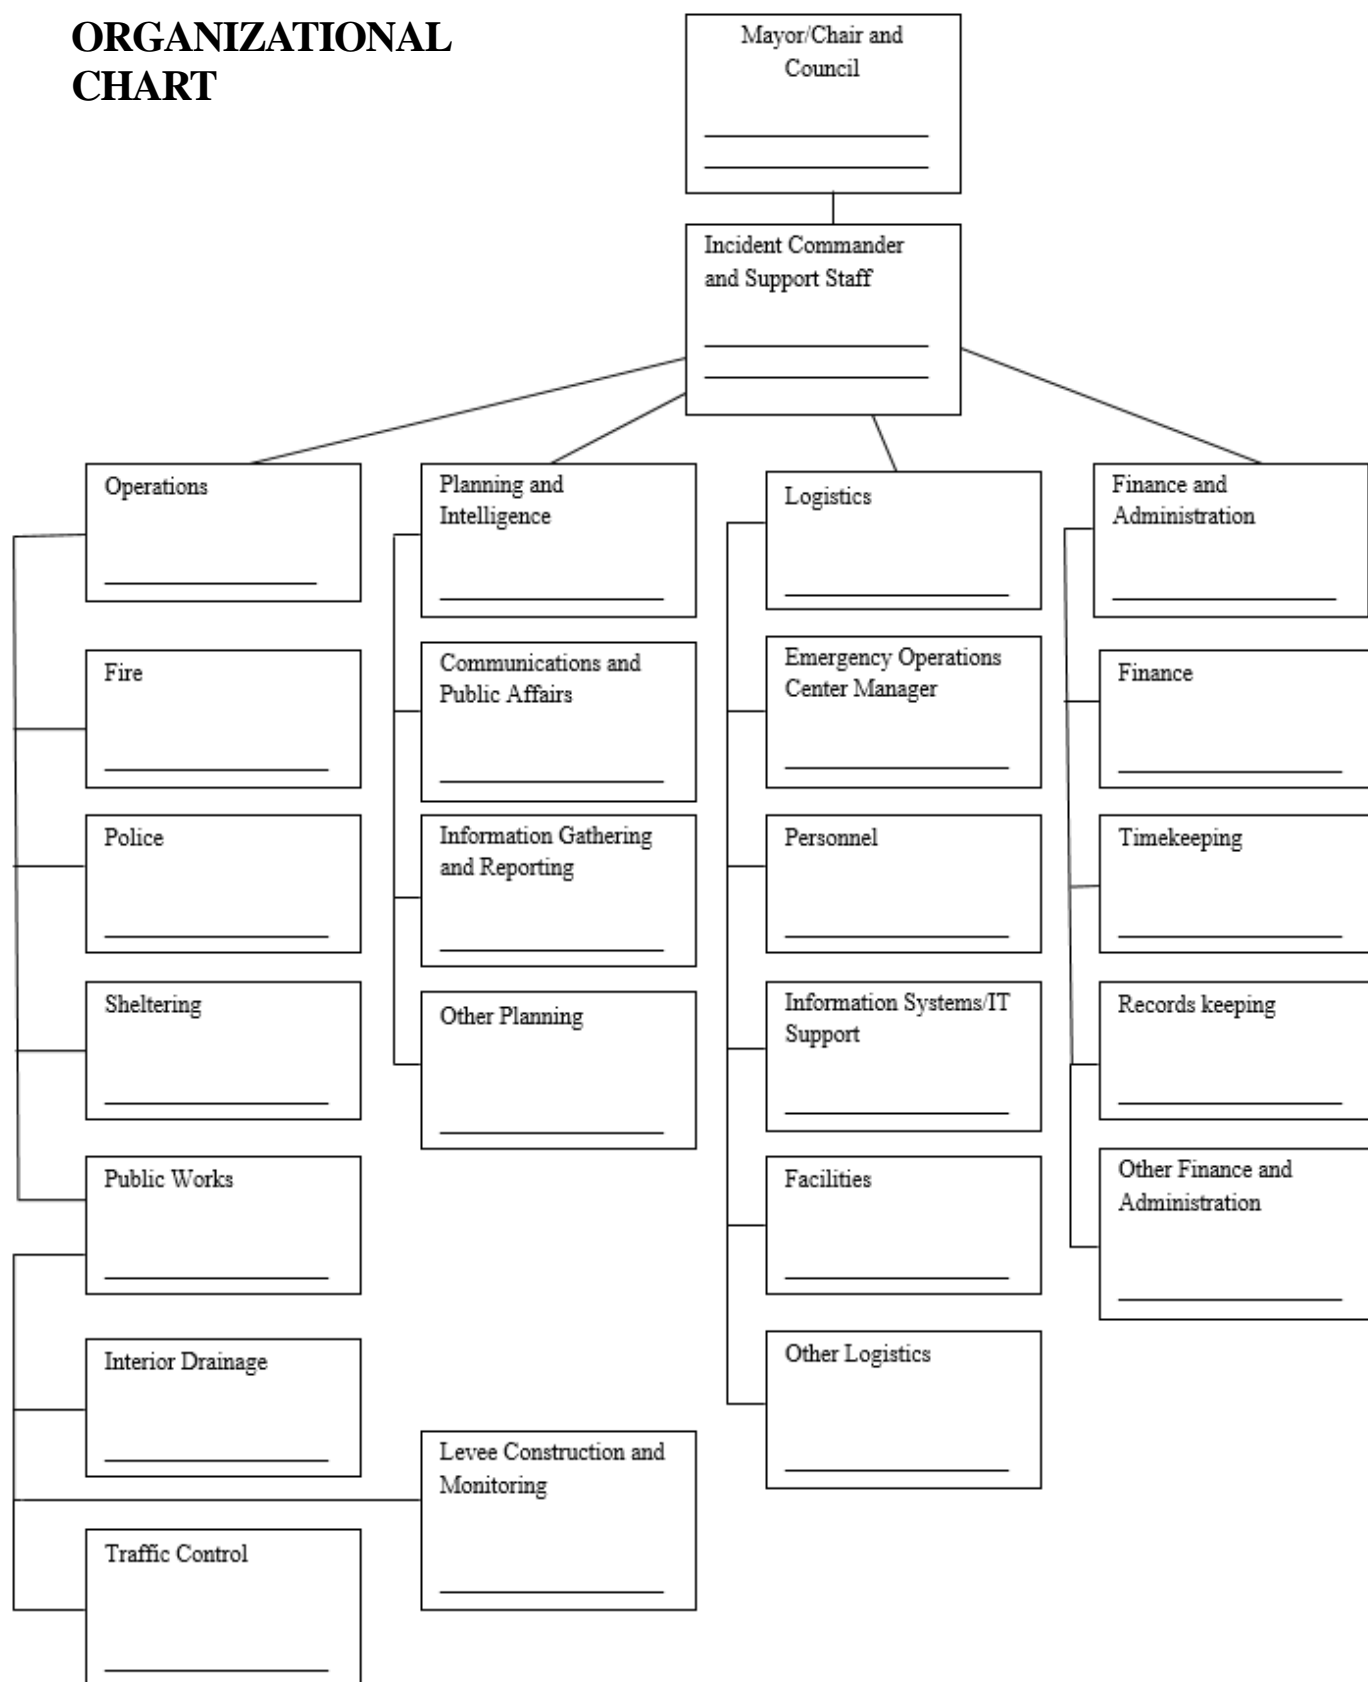 ORGANIZATIONAL
CHART
Mayor/Chair and
Council
Incident Commander
and Support Staff
Operations
Planning and
Intelligence
Logistics
Finance and
Administration
Fire
Communications and
Public Affairs
Emergency Operations
Center Manager
Finance
Police
Information Gathering
and Reporting
Personnel
Timekeeping
Sheltering
Other Planning
Information Systems/IT
Support
Records keeping
Public Works
Facilities
Other Finance and
Administration
Interior Drainage
Other Logistics
Levee Construction and
Monitoring
Traffic Control